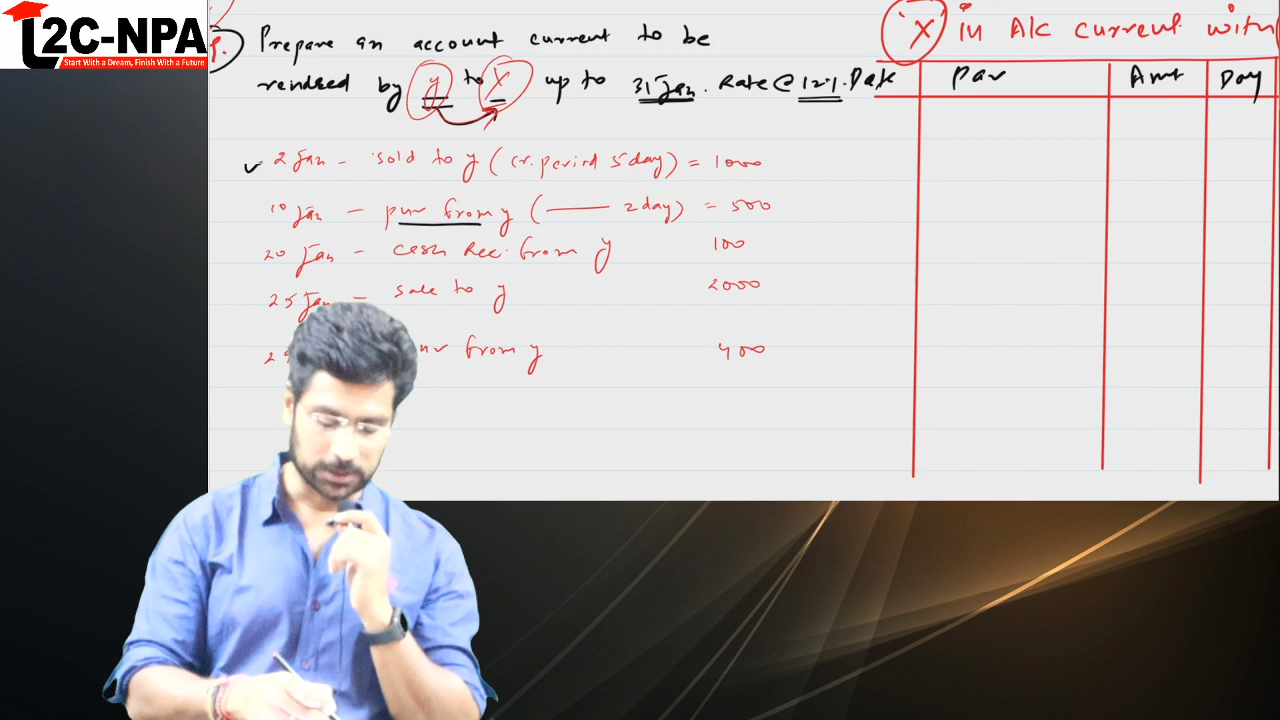 L2C-NPA
Start With a Dream, Finish With a Future
P. Prepare an account current to be
rendred by y to X up to 31 Jan. Rate @ 12%.
2 Jan - sold to y (cr. period 5 day) = 1000
10 Jan - pur from y ( —— 2 day) = 500
20 Jan - cash Rec. from y 100
25 Jan - sale to y 2000
from y 400
'X' in A/c current with
Date Par Amt Day